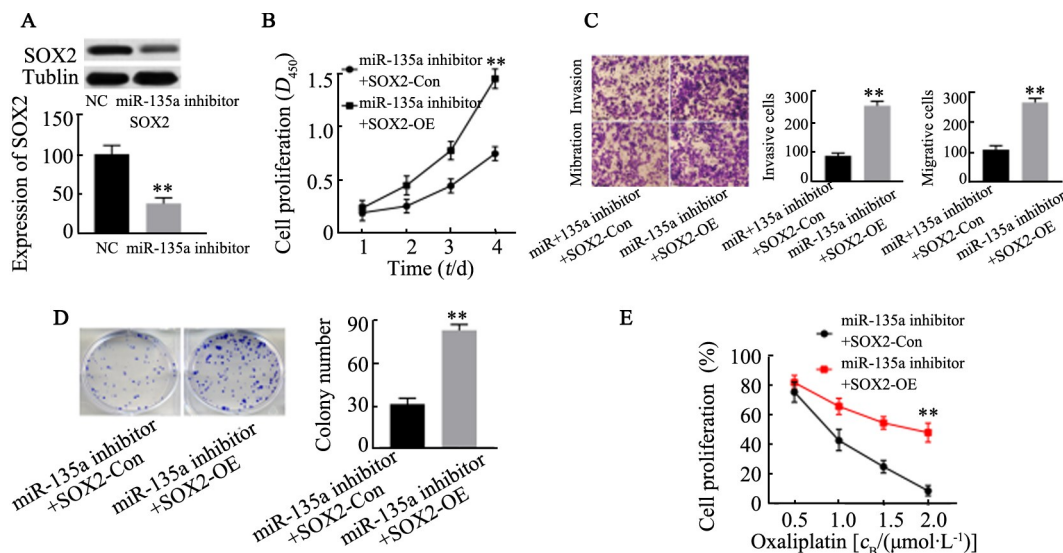 A
SOX2
Tublin
NC miR-135a inhibitor
SOX2
Expression of SOX2
150
100
50
0
**
NC miR-135a inhibitor
B
Cell proliferation (D450)
1.5
1.0
0.5
0
miR-135a inhibitor
+SOX2-Con
miR-135a inhibitor
+SOX2-OE
**
1 2 3 4
Time (t/d)
C
Mibration Invasion
miR+135a inhibitor
+SOX2-Con
miR-135a inhibitor
+SOX2-OE
Invasive cells
300
200
100
0
**
miR+135a inhibitor
+SOX2-Con
miR-135a inhibitor
+SOX2-OE
Migrative cells
300
200
100
0
**
miR+135a inhibitor
+SOX2-Con
miR-135a inhibitor
+SOX2-OE
D
miR-135a inhibitor
+SOX2-Con
miR-135a inhibitor
+SOX2-OE
Colony number
90
60
30
0
**
miR-135a inhibitor
+SOX2-Con
miR-135a inhibitor
+SOX2-OE
E
miR-135a inhibitor
+SOX2-Con
miR-135a inhibitor
+SOX2-OE
Cell proliferation (%)
100
80
60
40
20
0
**
0.5 1.0 1.5 2.0
Oxaliplatin [cB/(μmol·L-1)]